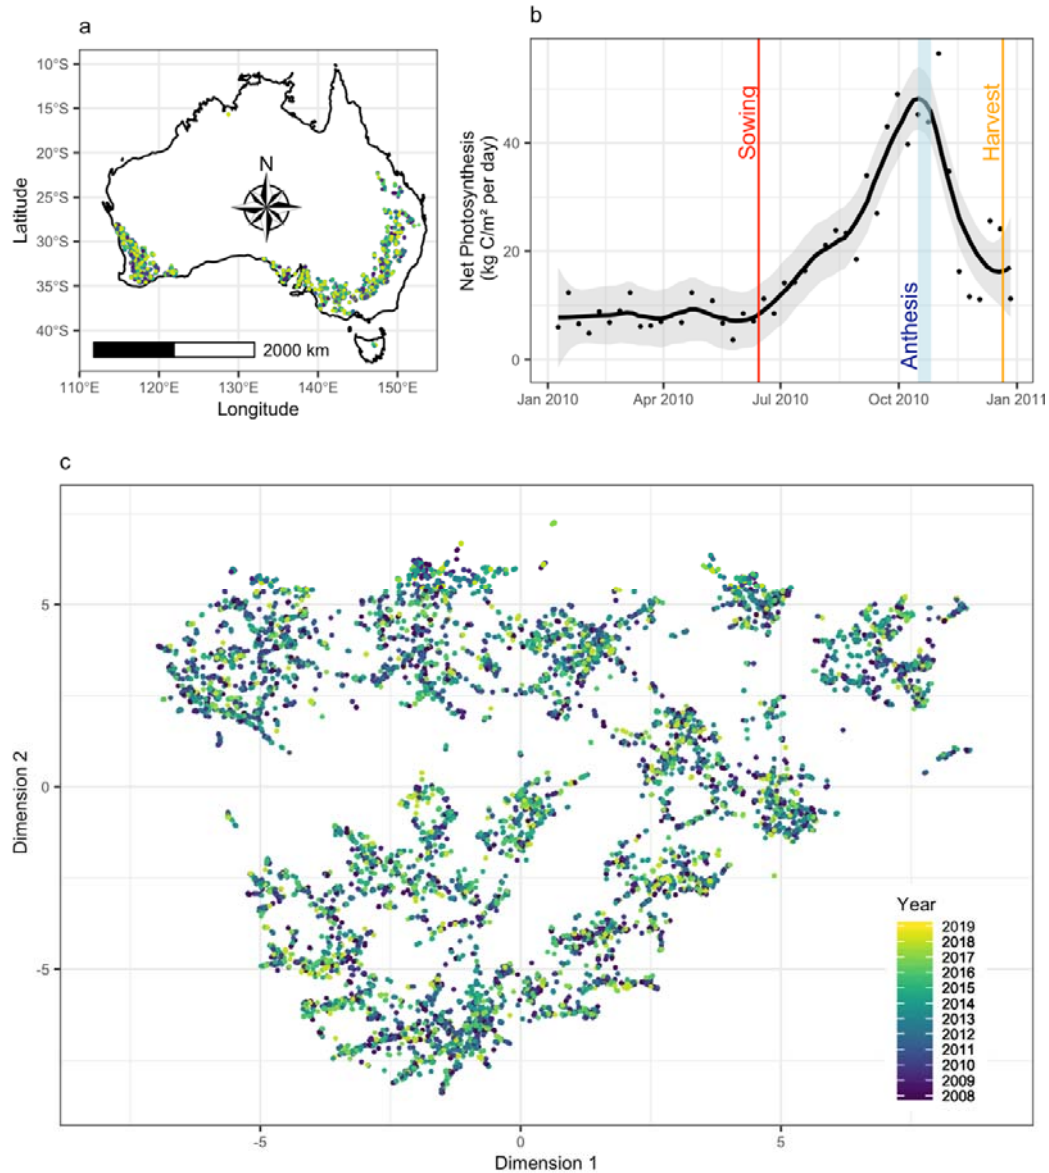 a
10°S
15°S
20°S
25°S
30°S
35°S
40°S
Latitude
N
2000 km
110°E 120°E 130°E 140°E 150°E
Longitude
b
Net Photosynthesis
(kg C/m² per day)
40
20
0
Sowing
Anthesis
Harvest
Jan 2010 Apr 2010 Jul 2010 Oct 2010 Jan 2011
c
Dimension 2
5
0
-5
-5 0 5
Dimension 1
Year
2019
2018
2017
2016
2015
2014
2013
2012
2011
2010
2009
2008